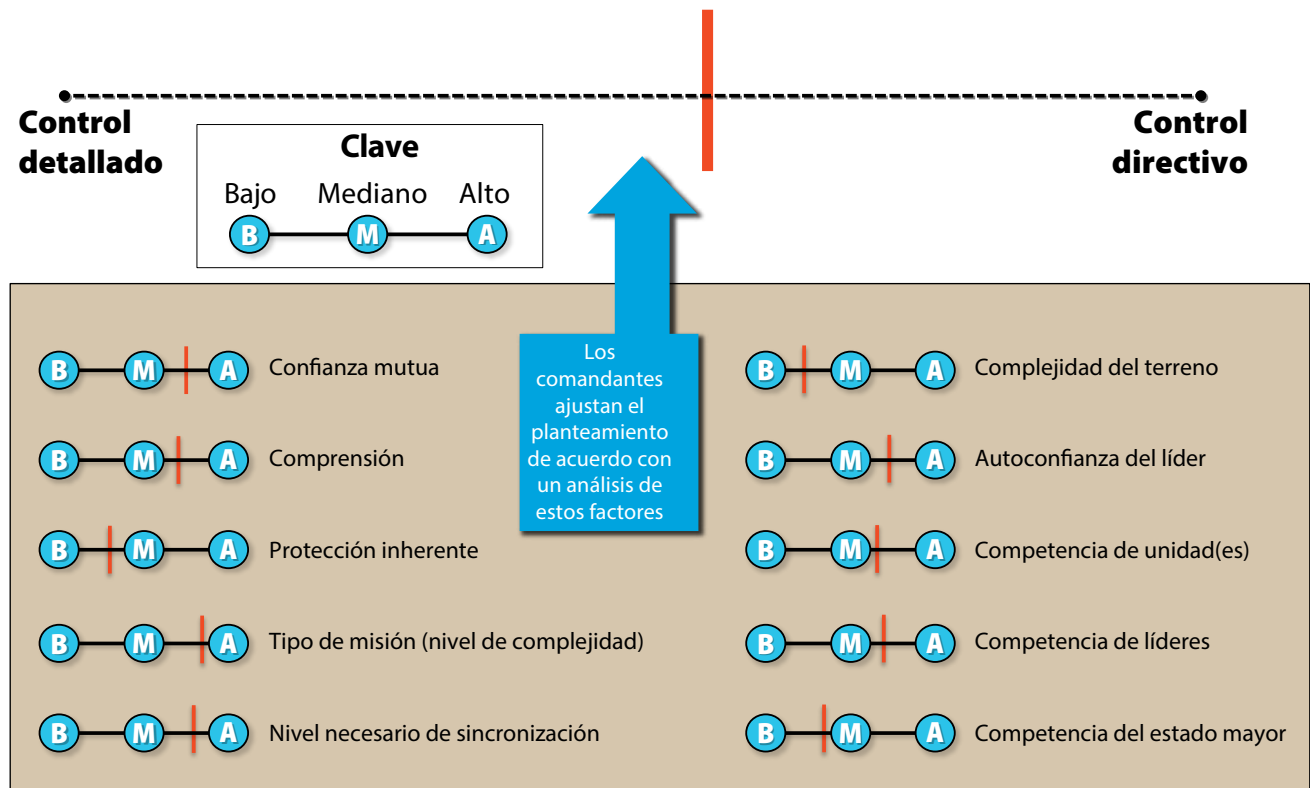 Control
detallado
Control
directivo
Clave
Bajo Mediano Alto
B M A
Los
comandantes
ajustan el
planteamiento
de acuerdo con
un análisis de
estos factores
B M A Confianza mutua
B M A Comprensión
B M A Protección inherente
B M A Tipo de misión (nivel de complejidad)
B M A Nivel necesario de sincronización
B M A Complejidad del terreno
B M A Autoconfianza del líder
B M A Competencia de unidad(es)
B M A Competencia de líderes
B M A Competencia del estado mayor